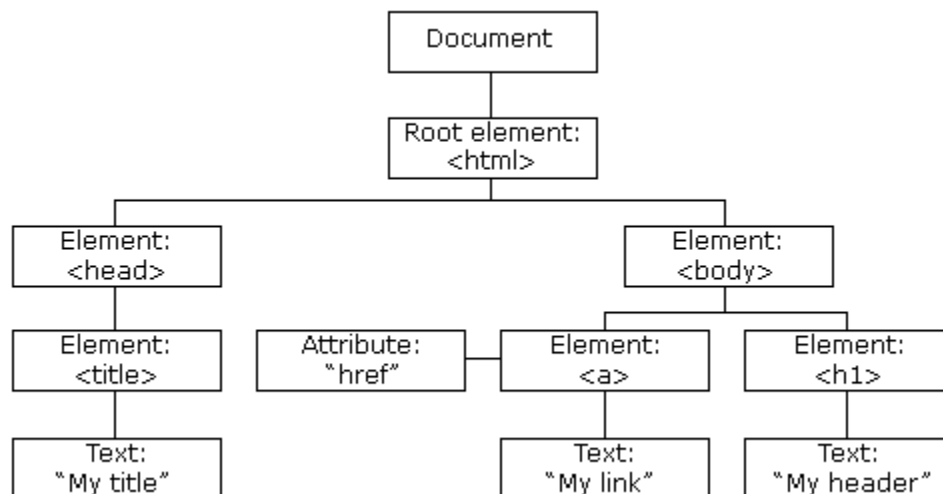 Document
Root element:
<html>
Element:
<head>
Element:
<body>
Element:
<title>
Attribute:
“href”
Element:
<a>
Element:
<h1>
Text:
“My title”
Text:
“My link”
Text:
“My header”